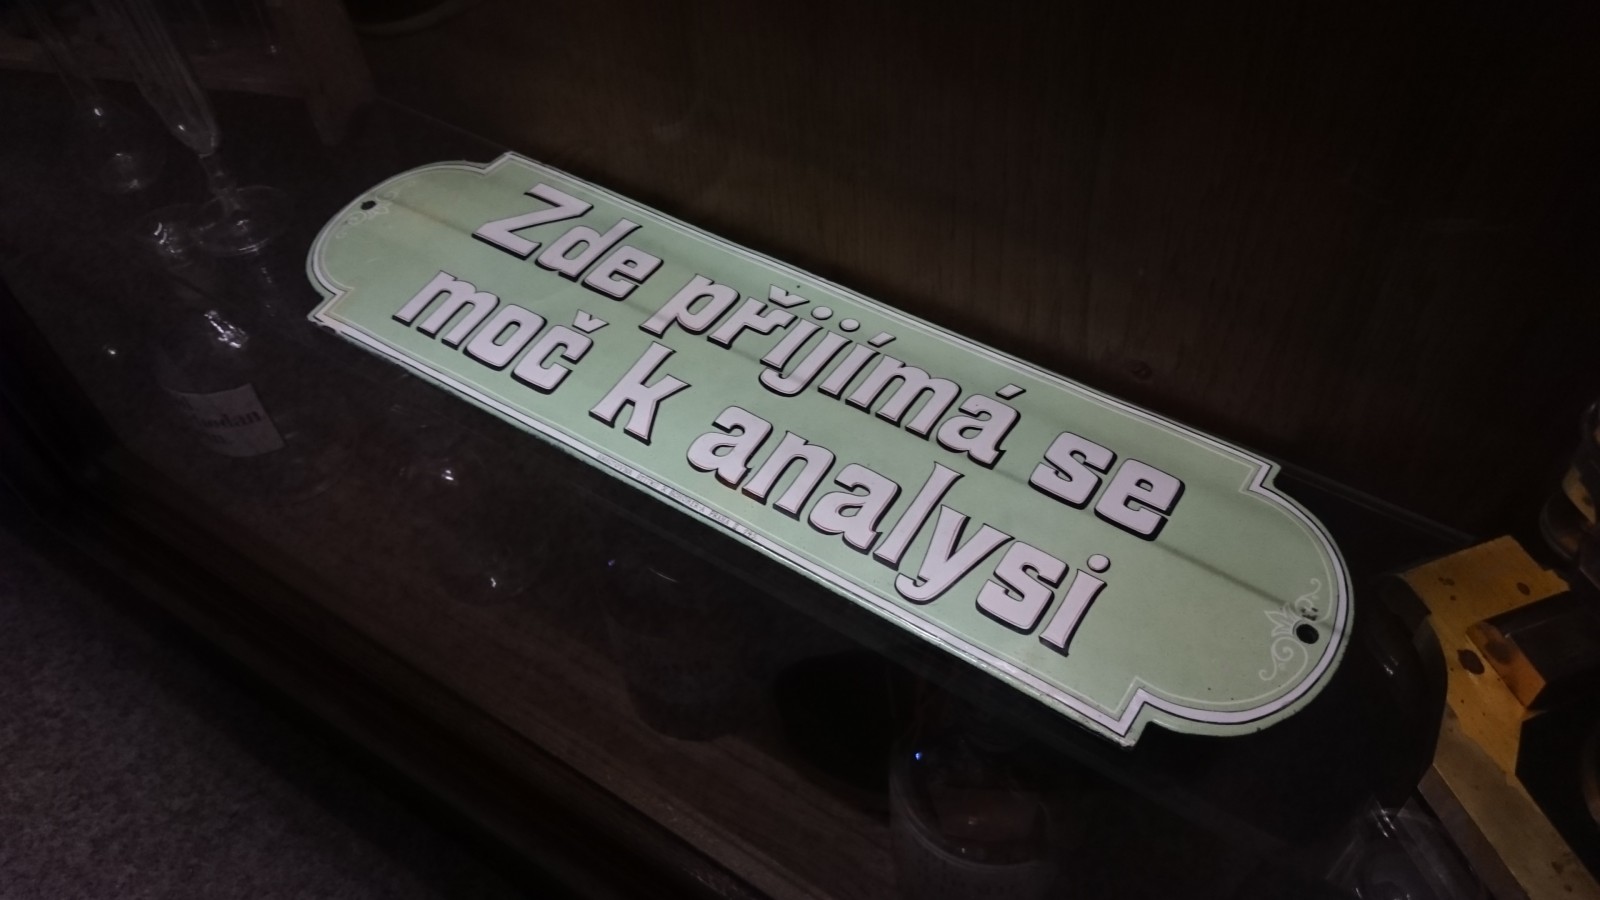 Zde přijímá se
moč k analysi